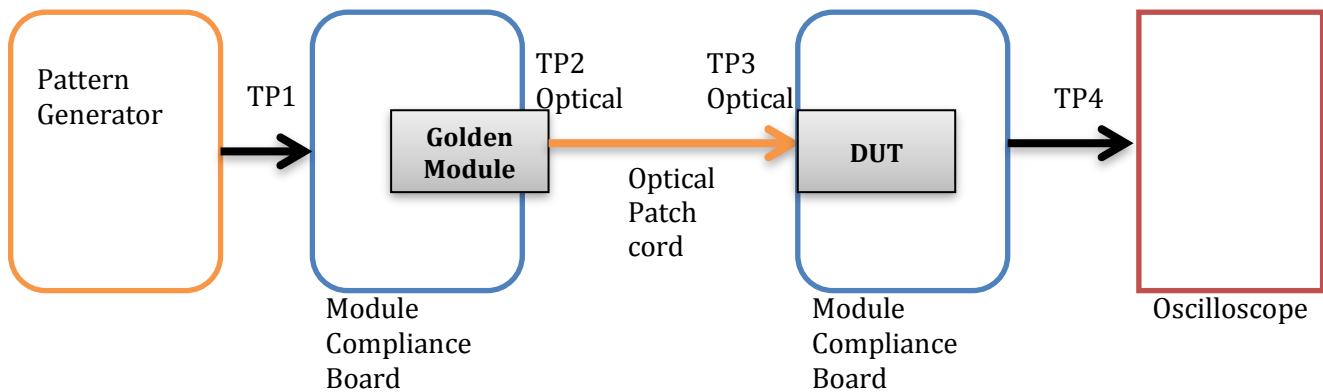 Pattern
Generator
TP1
Golden
Module
TP2
Optical
Optical
Patch
cord
TP3
Optical
DUT
TP4
Module
Compliance
Board
Module
Compliance
Board
Oscilloscope